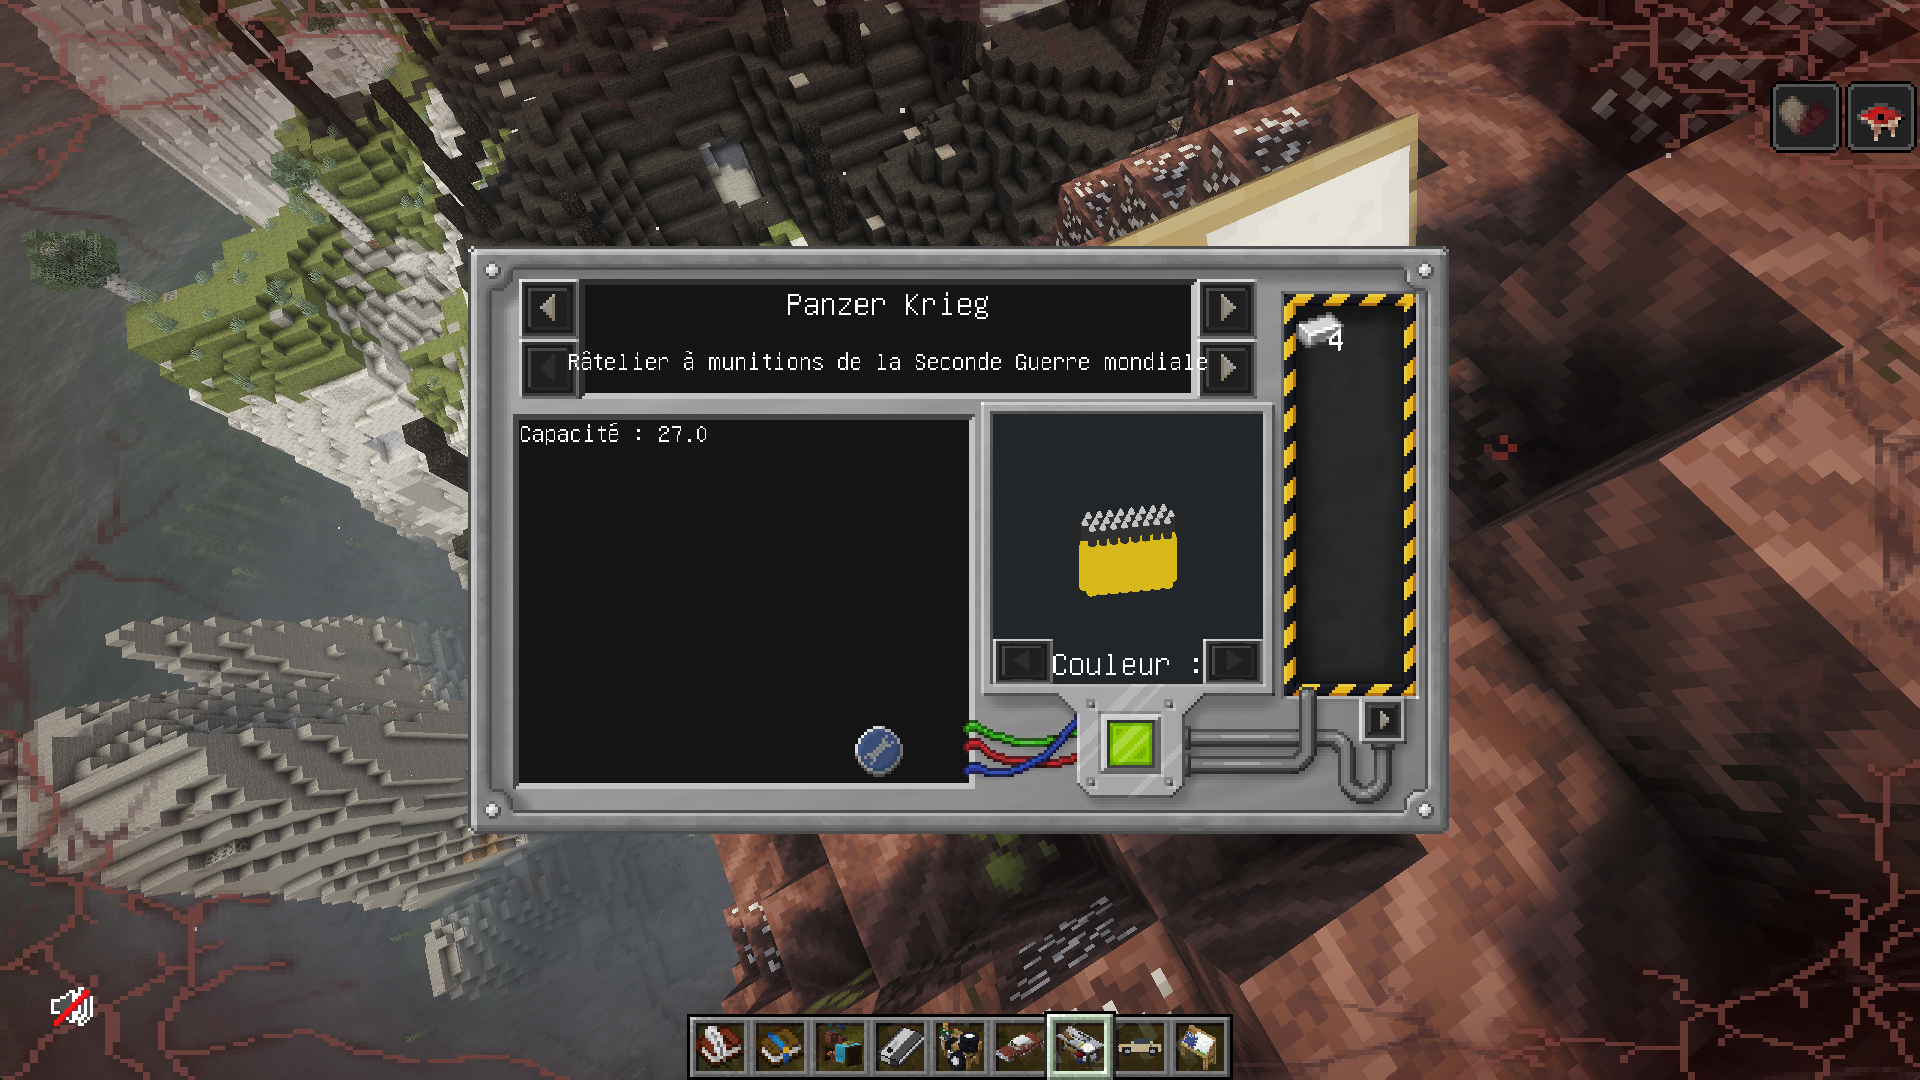 Panzer Krieg
Râtelier à munitions de la Seconde Guerre mondiale
Capacité : 27.0
4
Couleur :